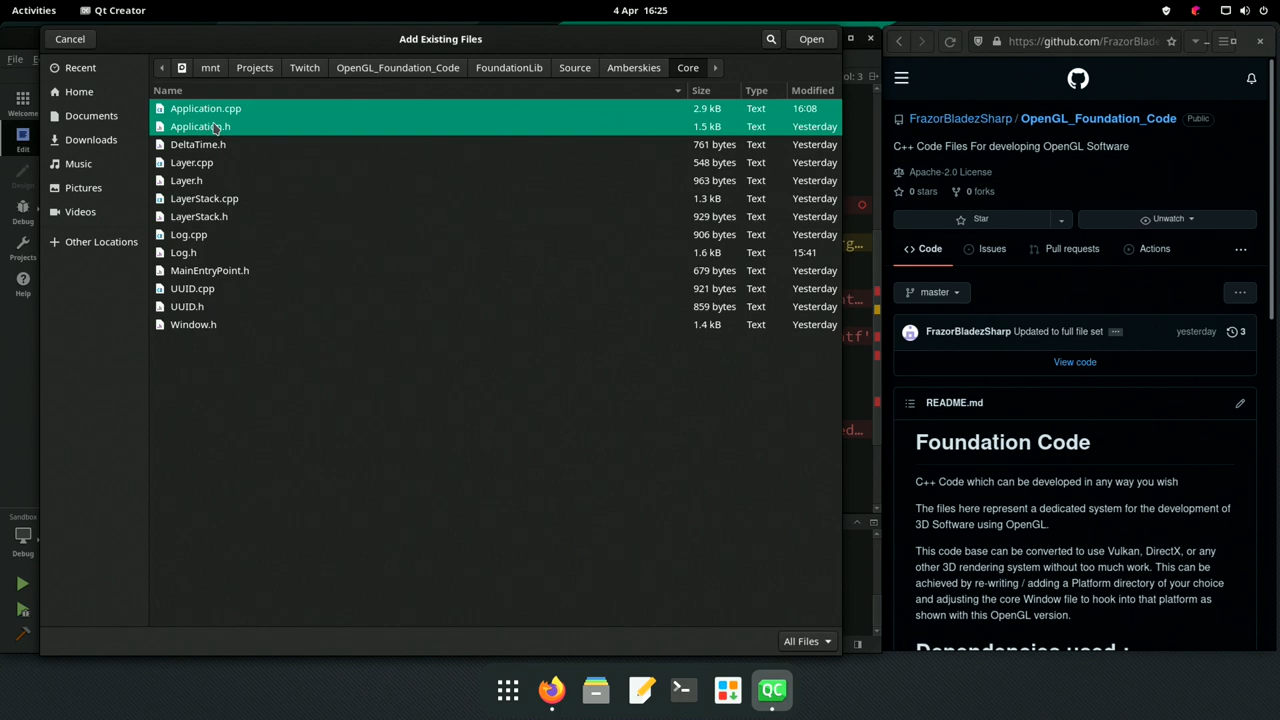 Activities Qt Creator 4 Apr 16:25
Cancel Add Existing Files Open
File
Recent
Home
Documents
Downloads
Music
Pictures
Videos
Other Locations
mnt Projects Twitch OpenGL_Foundation_Code FoundationLib Source Amberskies Core
Name Size Type Modified
Application.cpp 2.9 kB Text 16:08
Application.h 1.5 kB Text Yesterday
DeltaTime.h 761 bytes Text Yesterday
Layer.cpp 548 bytes Text Yesterday
Layer.h 963 bytes Text Yesterday
LayerStack.cpp 1.3 kB Text Yesterday
LayerStack.h 929 bytes Text Yesterday
Log.cpp 906 bytes Text Yesterday
Log.h 1.6 kB Text 15:41
MainEntryPoint.h 679 bytes Text Yesterday
UUID.cpp 921 bytes Text Yesterday
UUID.h 859 bytes Text Yesterday
Window.h 1.4 kB Text Yesterday
All Files
Welcome
Edit
Design
Debug
Projects
Help
Sandbox
Debug
ol: 3
rg…
t…
tf'
ed…
QC
https://github.com/FrazorBlade
FrazorBladezSharp / OpenGL_Foundation_Code Public
C++ Code Files For developing OpenGL Software
Apache-2.0 License
0 stars 0 forks
Star Unwatch
Code Issues Pull requests Actions ...
master ...
FrazorBladezSharp Updated to full file set ... yesterday 3
View code
README.md
Foundation Code
C++ Code which can be developed in any way you wish
The files here represent a dedicated system for the development of
3D Software using OpenGL.
This code base can be converted to use Vulkan, DirectX, or any
other 3D rendering system without too much work. This can be
achieved by re-writing / adding a Platform directory of your choice
and adjusting the core Window file to hook into that platform as
shown with this OpenGL version.
Dependencies used :